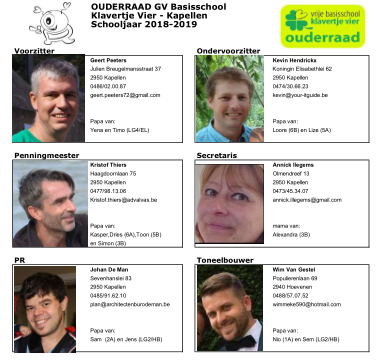 OUDERRAAD GV Basisschool
Klavertje Vier - Kapellen
Schooljaar 2018-2019
vrije basisschool
klavertje vier
ouderraad
Voorzitter
Geert Peeters
Julien Breugelmansstraat 37
2950 Kapellen
0486/02.00.87
geert.peeters72@gmail.com
Papa van:
Yena en Timo (LG4/EL)
Ondervoorzitter
Kevin Hendrickx
Koningin Elisabethlei 62
2950 Kapellen
0474/30.66.23
kevin@your-itguide.be
Papa van:
Loore (6B) en Lize (5A)
Penningmeester
Kristof Thiers
Haagdoornlaan 75
2950 Kapellen
0477/98.13.06
Kristof.thiers@advalvas.be
Papa van:
Kasper,Dries (6A),Toon (5B)
en Simon (3B)
Secretaris
Annick Ilegems
Olmendreef 13
2950 Kapellen
0473/45.34.07
annick.illegems@gmail.com
mama van:
Alexandra (3B)
PR
Johan De Man
Sevenhanslei 83
2950 Kapellen
0485/91.62.10
plan@architectenburodeman.be
Papa van:
Sam (2A) en Jens (LG2/HB)
Toneelbouwer
Wim Van Gestel
Populierenlaan 69
2940 Hoevenen
0488/57.07.52
wimmeke590@hotmail.com
Papa van:
Nio (1A) en Sem (LG2/HB)